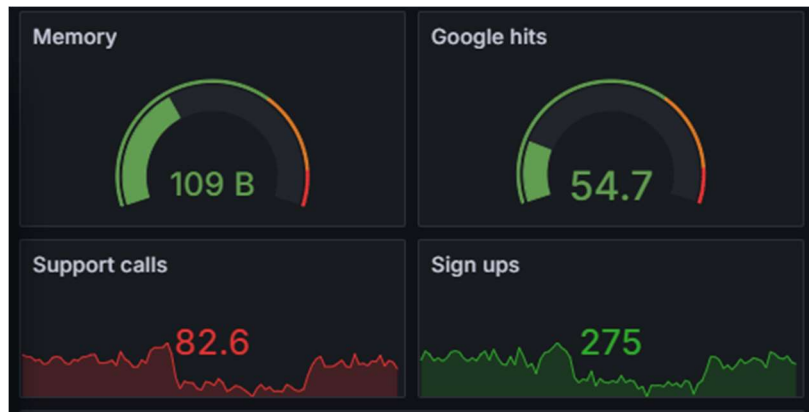 Memory
109 B
Google hits
54.7
Support calls
82.6
Sign ups
275